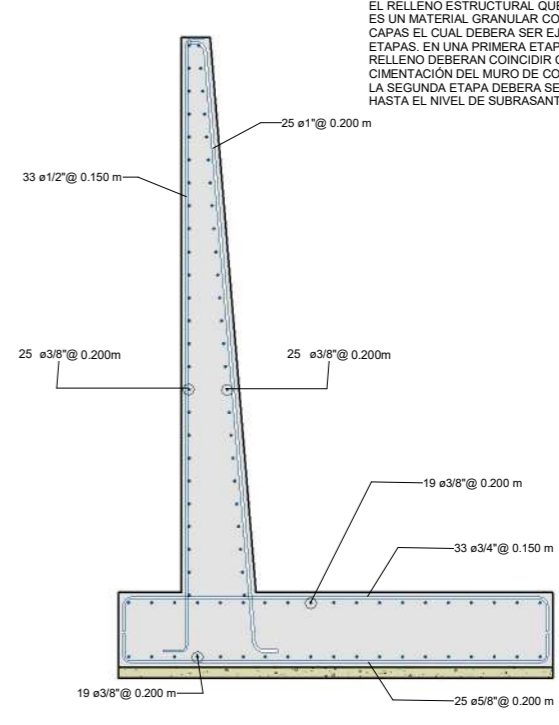 EL RELLENO ESTRUCTURAL QUE
ES UN MATERIAL GRANULAR CO
CAPAS EL CUAL DEBERA SER EJ
ETAPAS. EN UNA PRIMERA ETAP
RELLENO DEBERAN COINCIDIR
CIMENTACIÓN DEL MURO DE CO
LA SEGUNDA ETAPA DEBERA SE
HASTA EL NIVEL DE SUBRASANT
25 ø1"@ 0.200 m
33 ø1/2"@ 0.150 m
25 ø3/8"@ 0.200m
25 ø3/8"@ 0.200m
19 ø3/8"@ 0.200 m
33 ø3/4"@ 0.150 m
19 ø3/8"@ 0.200 m
25 ø5/8"@ 0.200 m